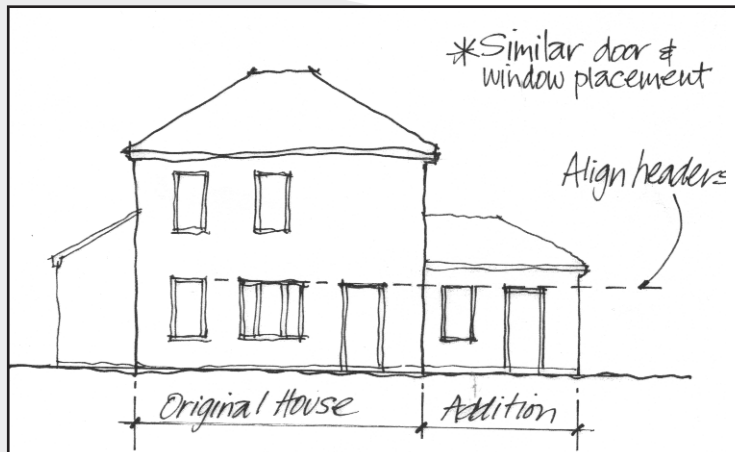 *Similar door &
window placement
Align headers
Original House
Addition